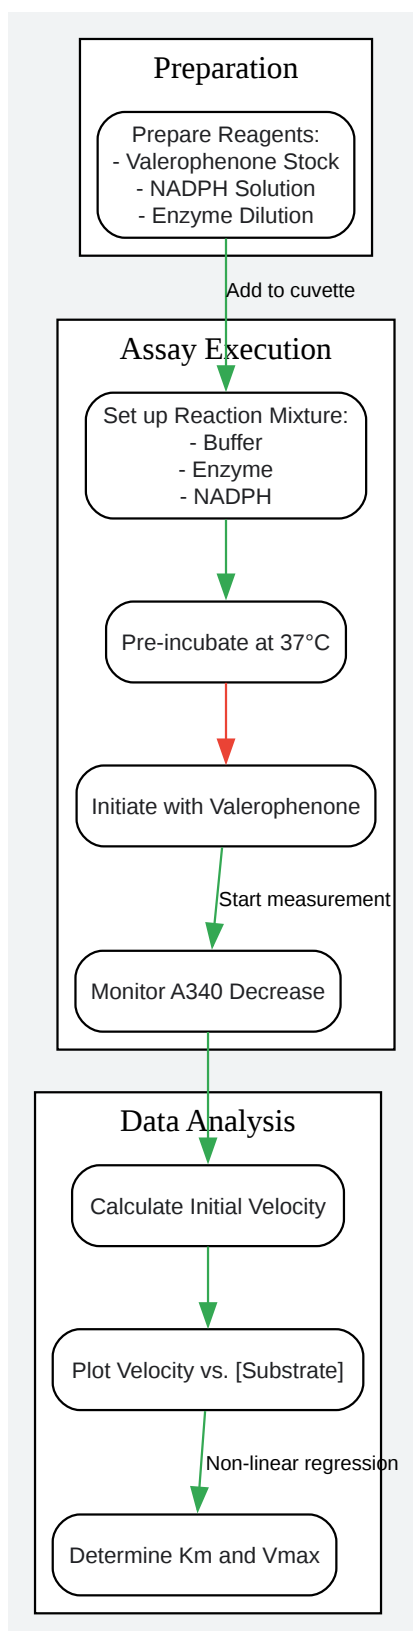 Preparation
Prepare Reagents:
- Valerophenone Stock
- NADPH Solution
- Enzyme Dilution
Add to cuvette
Assay Execution
Set up Reaction Mixture:
- Buffer
- Enzyme
- NADPH
Pre-incubate at 37°C
Initiate with Valerophenone
Start measurement
Monitor A340 Decrease
Data Analysis
Calculate Initial Velocity
Plot Velocity vs. [Substrate]
Non-linear regression
Determine Km and Vmax